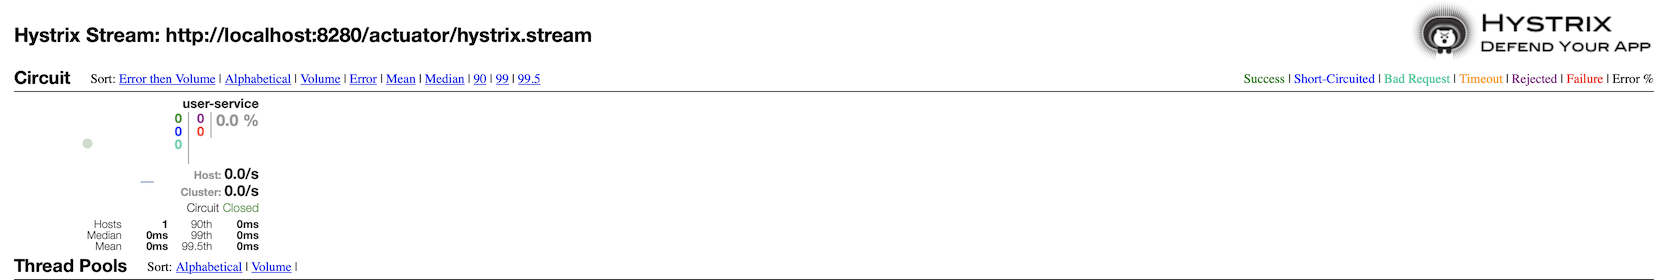 Hystrix Stream: http://localhost:8280/actuator/hystrix.stream
HYSTRIX
DEFEND YOUR APP
Circuit Sort: Error then Volume | Alphabetical | Volume | Error | Mean | Median | 90 | 99 | 99.5
Success | Short-Circuited | Bad Request | Timeout | Rejected | Failure | Error %
user-service
0 0 0.0 %
0 0
0
Host: 0.0/s
Cluster: 0.0/s
Circuit Closed
Hosts 1 90th 0ms
Median 0ms 99th 0ms
Mean 0ms 99.5th 0ms
Thread Pools Sort: Alphabetical | Volume |